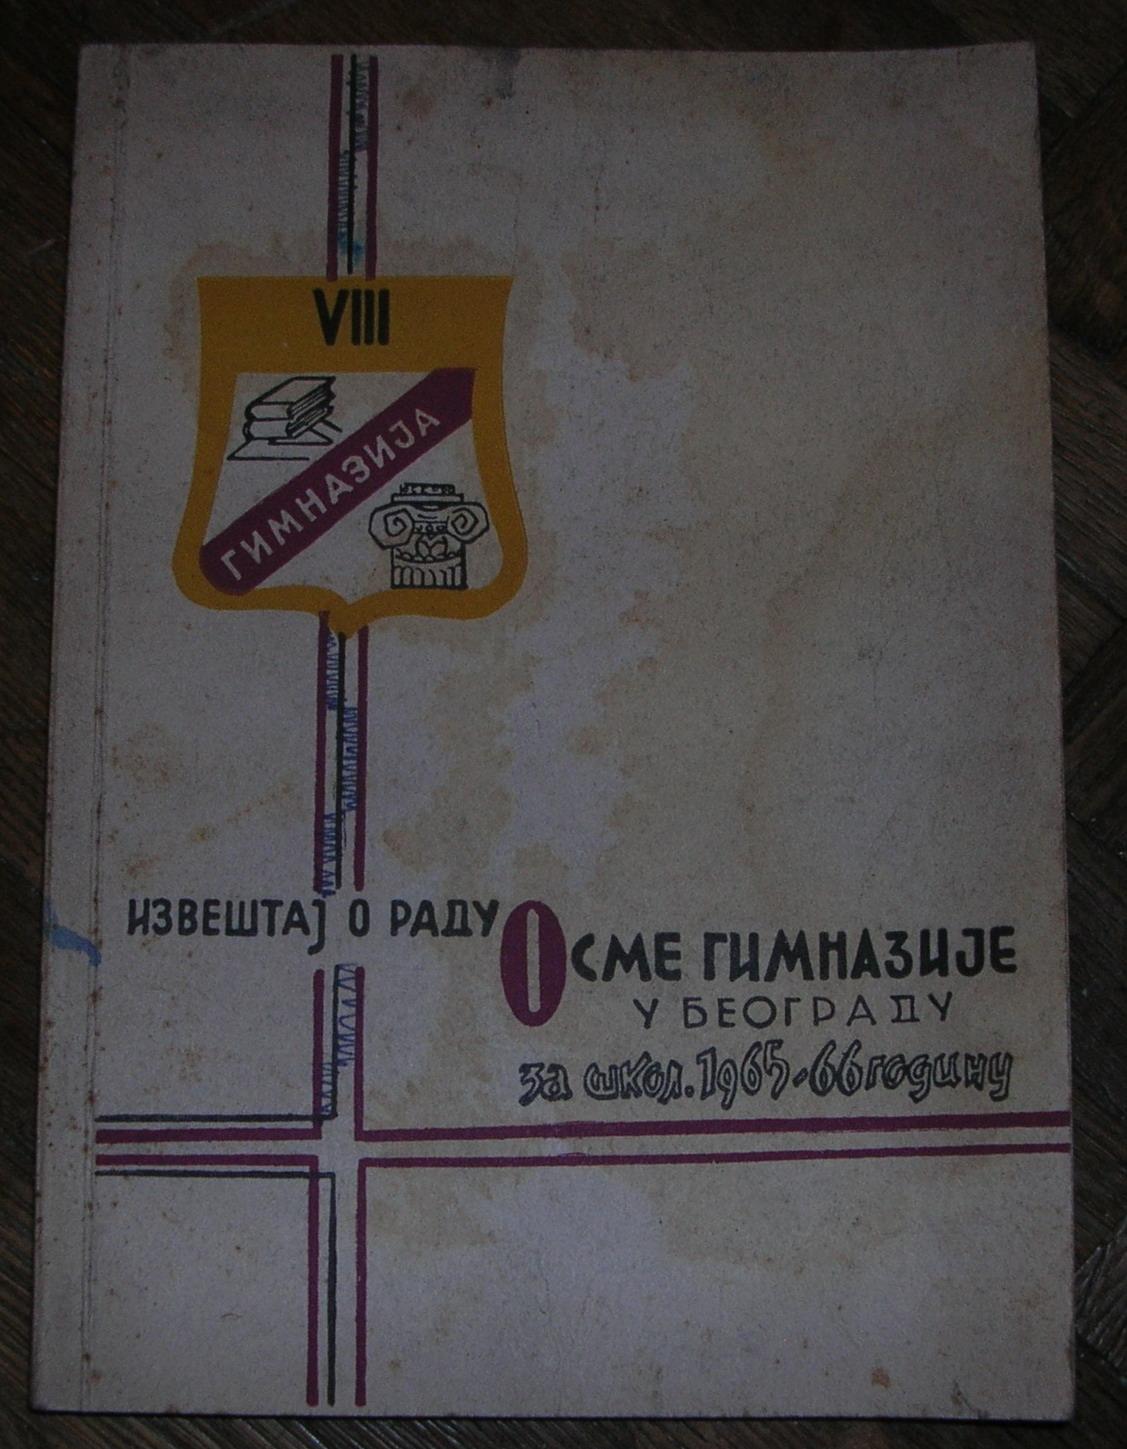 VIII
ГИМНАЗИЈА
ИЗВЕШТАЈ О РАДУ ОСМЕ ГИМНАЗИЈЕ
У БЕОГРАДУ
за школ. 1965-66 годину